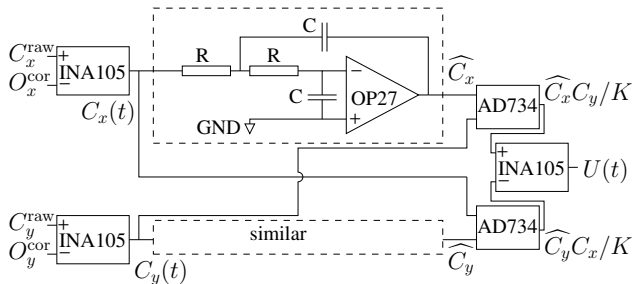 C
R
R
C_x^raw
+
INA105
−
O_x^cor
C_x(t)
C
−
OP27
+
GND
\widehat{C_x}
AD734
\widehat{C_x}C_y/K
+
INA105
−
U(t)
C_y^raw
+
INA105
−
O_y^cor
C_y(t)
similar
\widehat{C_y}
AD734
\widehat{C_y}C_x/K